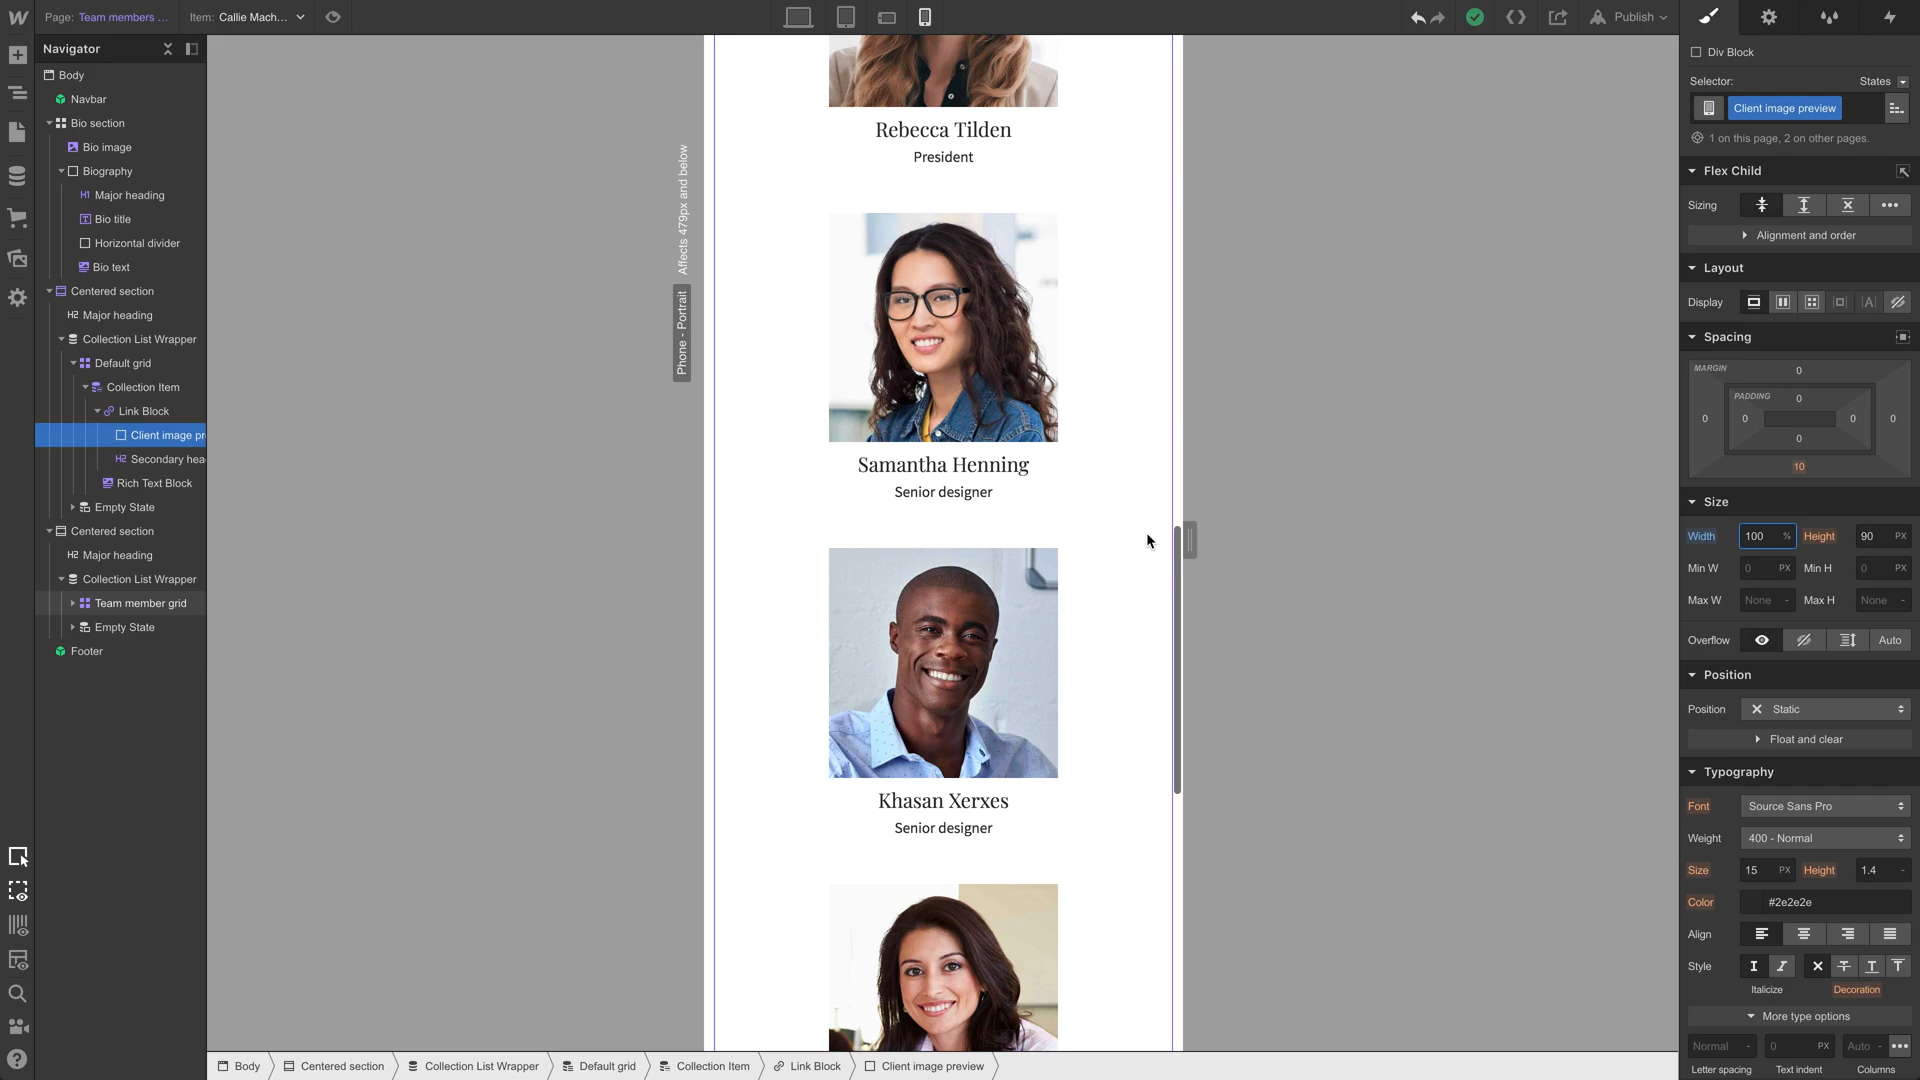 Page: Team members ...
Item: Callie Mach...
Publish
Navigator
Body
Navbar
Bio section
Bio image
Biography
H1 Major heading
Bio title
Horizontal divider
Bio text
Centered section
H2 Major heading
Collection List Wrapper
Default grid
Collection Item
Link Block
Client image pr
H2 Secondary hea
Rich Text Block
Empty State
Centered section
H2 Major heading
Collection List Wrapper
Team member grid
Empty State
Footer
Affects 479px and below
Phone - Portrait
Rebecca Tilden
President
Samantha Henning
Senior designer
Khasan Xerxes
Senior designer
Body
Centered section
Collection List Wrapper
Default grid
Collection Item
Link Block
Client image preview
Div Block
Selector:
States
Client image preview
1 on this page, 2 on other pages.
Flex Child
Sizing
Alignment and order
Layout
Display
Spacing
MARGIN
0
PADDING
0
0 0 0 0
0
10
Size
Width 100 % Height 90 PX
Min W 0 PX Min H 0 PX
Max W None - Max H None -
Overflow Auto
Position
Position Static
Float and clear
Typography
Font Source Sans Pro
Weight 400 - Normal
Size 15 PX Height 1.4 -
Color #2e2e2e
Align
Style
Italicize Decoration
More type options
Normal - 0 PX Auto -
Letter spacing Text indent Columns